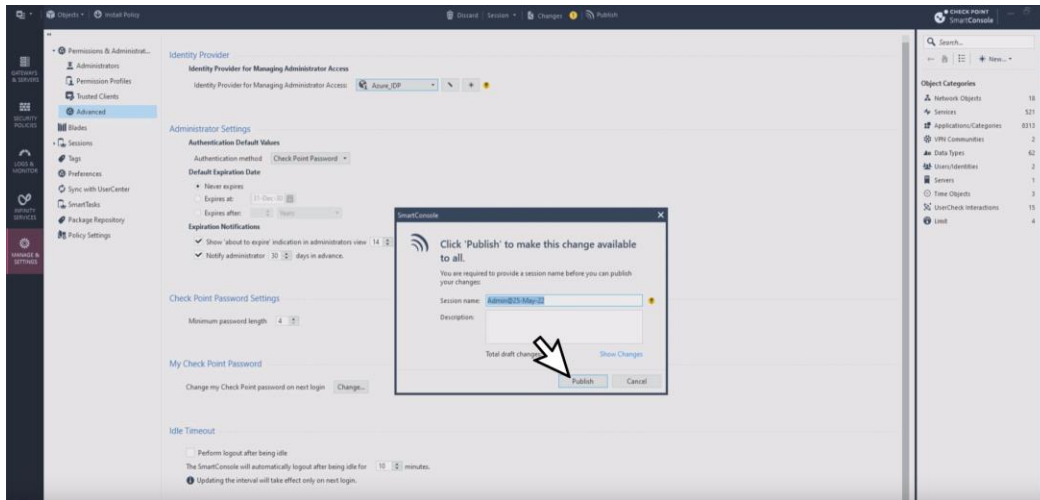 Objects
Install Policy
Discard
Session
Changes
Publish
CHECK POINT
SmartConsole
GATEWAYS
& SERVERS
SECURITY
POLICIES
LOGS &
MONITOR
INFINITY
SERVICES
MANAGE &
SETTINGS
Permissions & Administrat...
Administrators
Permission Profiles
Trusted Clients
Advanced
Blades
Sessions
Tags
Preferences
Sync with UserCenter
SmartTasks
Package Repository
Policy Settings
Identity Provider
Identity Provider for Managing Administrator Access
Identity Provider for Managing Administrator Access: Azure_IDP
Administrator Settings
Authentication Default Values
Authentication method Check Point Password
Default Expiration Date
Never expires
Expires at: 31-Dec-30
Expires after: Years
Expiration Notifications
Show 'about to expire' indication in administrators view 14
Notify administrator 30 days in advance.
Check Point Password Settings
Minimum password length 4
My Check Point Password
Change my Check Point password on next login Change...
Idle Timeout
Perform logout after being idle
The SmartConsole will automatically logout after being idle for 10 minutes.
Updating the interval will take effect only on next login.
SmartConsole
Click 'Publish' to make this change available
to all.
You are required to provide a session name before you can publish
your changes:
Session name: Admin@25-May-22
Description:
Total draft changes
Show Changes
Publish
Cancel
Search...
New...
Object Categories
Network Objects 18
Services 521
Applications/Categories 8313
VPN Communities 2
Data Types 62
Users/Identities 2
Servers 1
Time Objects 3
UserCheck Interactions 15
Limit 4